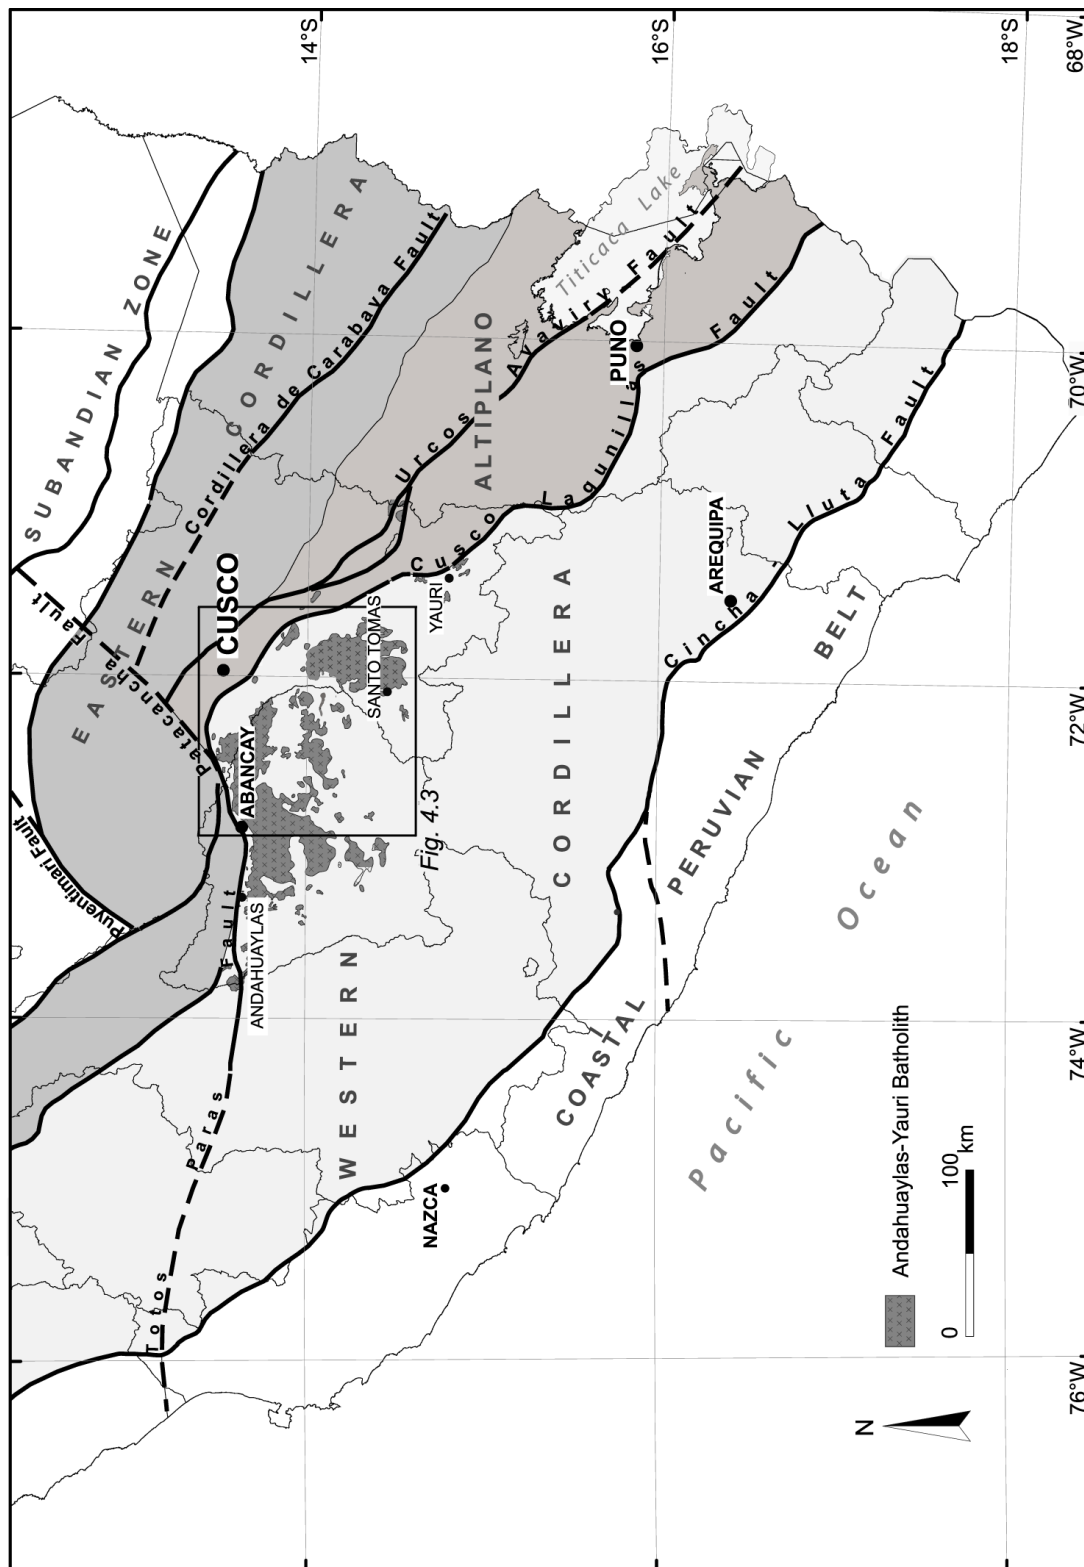 SUBANDIAN ZONE
EASTERN CORDILLERA
Cordillera de Carabaya Fault
Patacancha Fault
Puyentimari Fault
Totos Paras Fault
Urcos Ayaviry Fault
Cusco Lagunillas Fault
Cincha Lluta Fault
ALTIPLANO
Titicaca Lake
WESTERN CORDILLERA
COASTAL PERUVIAN BELT
Pacific Ocean
CUSCO
ABANCAY
ANDAHUAYLAS
SANTO TOMAS
YAURI
PUNO
AREQUIPA
NAZCA
Fig. 4.3
14°S
16°S
18°S
76°W
74°W
72°W
70°W
68°W
N
0 100
km
Andahuaylas-Yauri Batholith